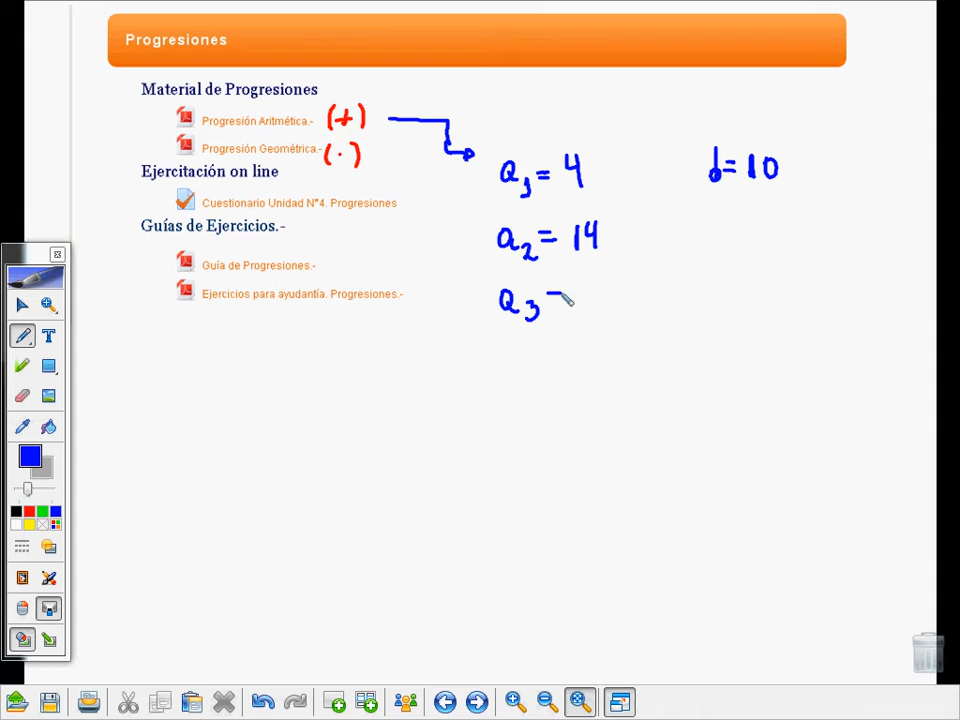 Progresiones
Material de Progresiones
Progresión Aritmética.- (+)
Progresión Geométrica.- (·)
Ejercitación on line
Cuestionario Unidad N°4. Progresiones
Guías de Ejercicios.-
Guía de Progresiones.-
Ejercicios para ayudantía. Progresiones.-
a1 = 4 d = 10
a2 = 14
a3 -
T